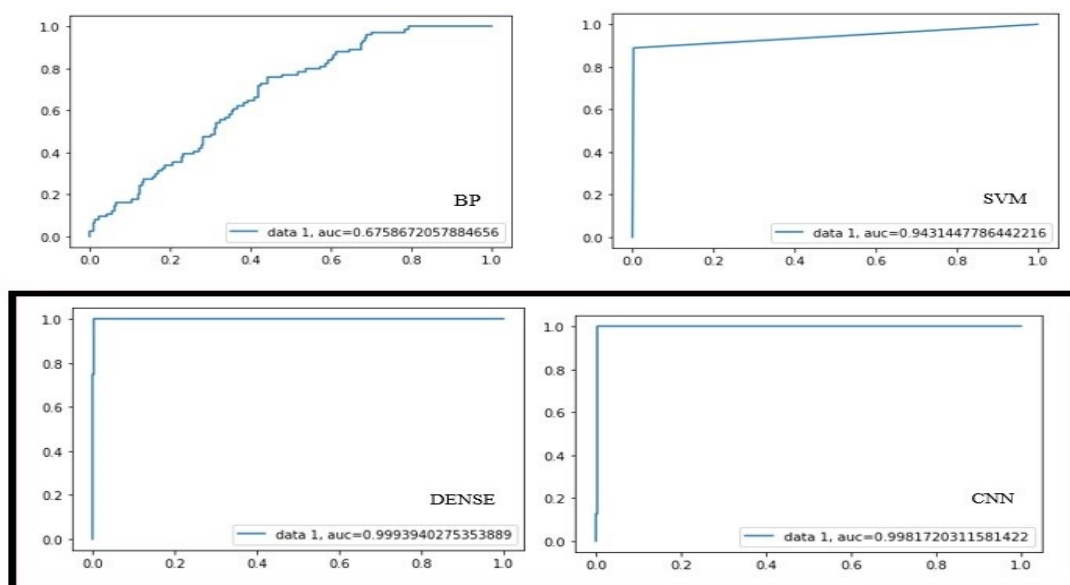 1.0
0.8
0.6
0.4
0.2
0.0
BP
data 1, auc=0.6758672057884656
0.0 0.2 0.4 0.6 0.8 1.0
1.0
0.8
0.6
0.4
0.2
0.0
SVM
data 1, auc=0.9431447786442216
0.0 0.2 0.4 0.6 0.8 1.0
1.0
0.8
0.6
0.4
0.2
0.0
DENSE
data 1, auc=0.9993940275353889
0.0 0.2 0.4 0.6 0.8 1.0
1.0
0.8
0.6
0.4
0.2
0.0
CNN
data 1, auc=0.9981720311581422
0.0 0.2 0.4 0.6 0.8 1.0